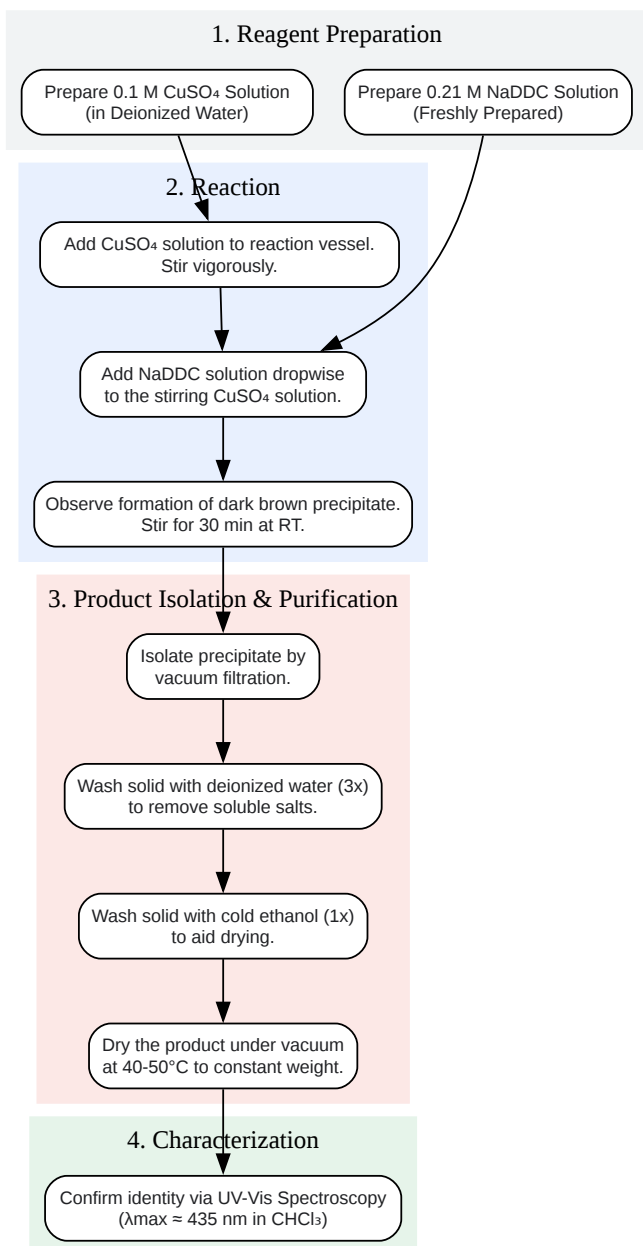 1. Reagent Preparation
Prepare 0.1 M CuSO₄ Solution
(in Deionized Water)
Prepare 0.21 M NaDDC Solution
(Freshly Prepared)
2. Reaction
Add CuSO₄ solution to reaction vessel.
Stir vigorously.
Add NaDDC solution dropwise
to the stirring CuSO₄ solution.
Observe formation of dark brown precipitate.
Stir for 30 min at RT.
3. Product Isolation & Purification
Isolate precipitate by
vacuum filtration.
Wash solid with deionized water (3x)
to remove soluble salts.
Wash solid with cold ethanol (1x)
to aid drying.
Dry the product under vacuum
at 40-50°C to constant weight.
4. Characterization
Confirm identity via UV-Vis Spectroscopy
(λmax ≈ 435 nm in CHCl₃)